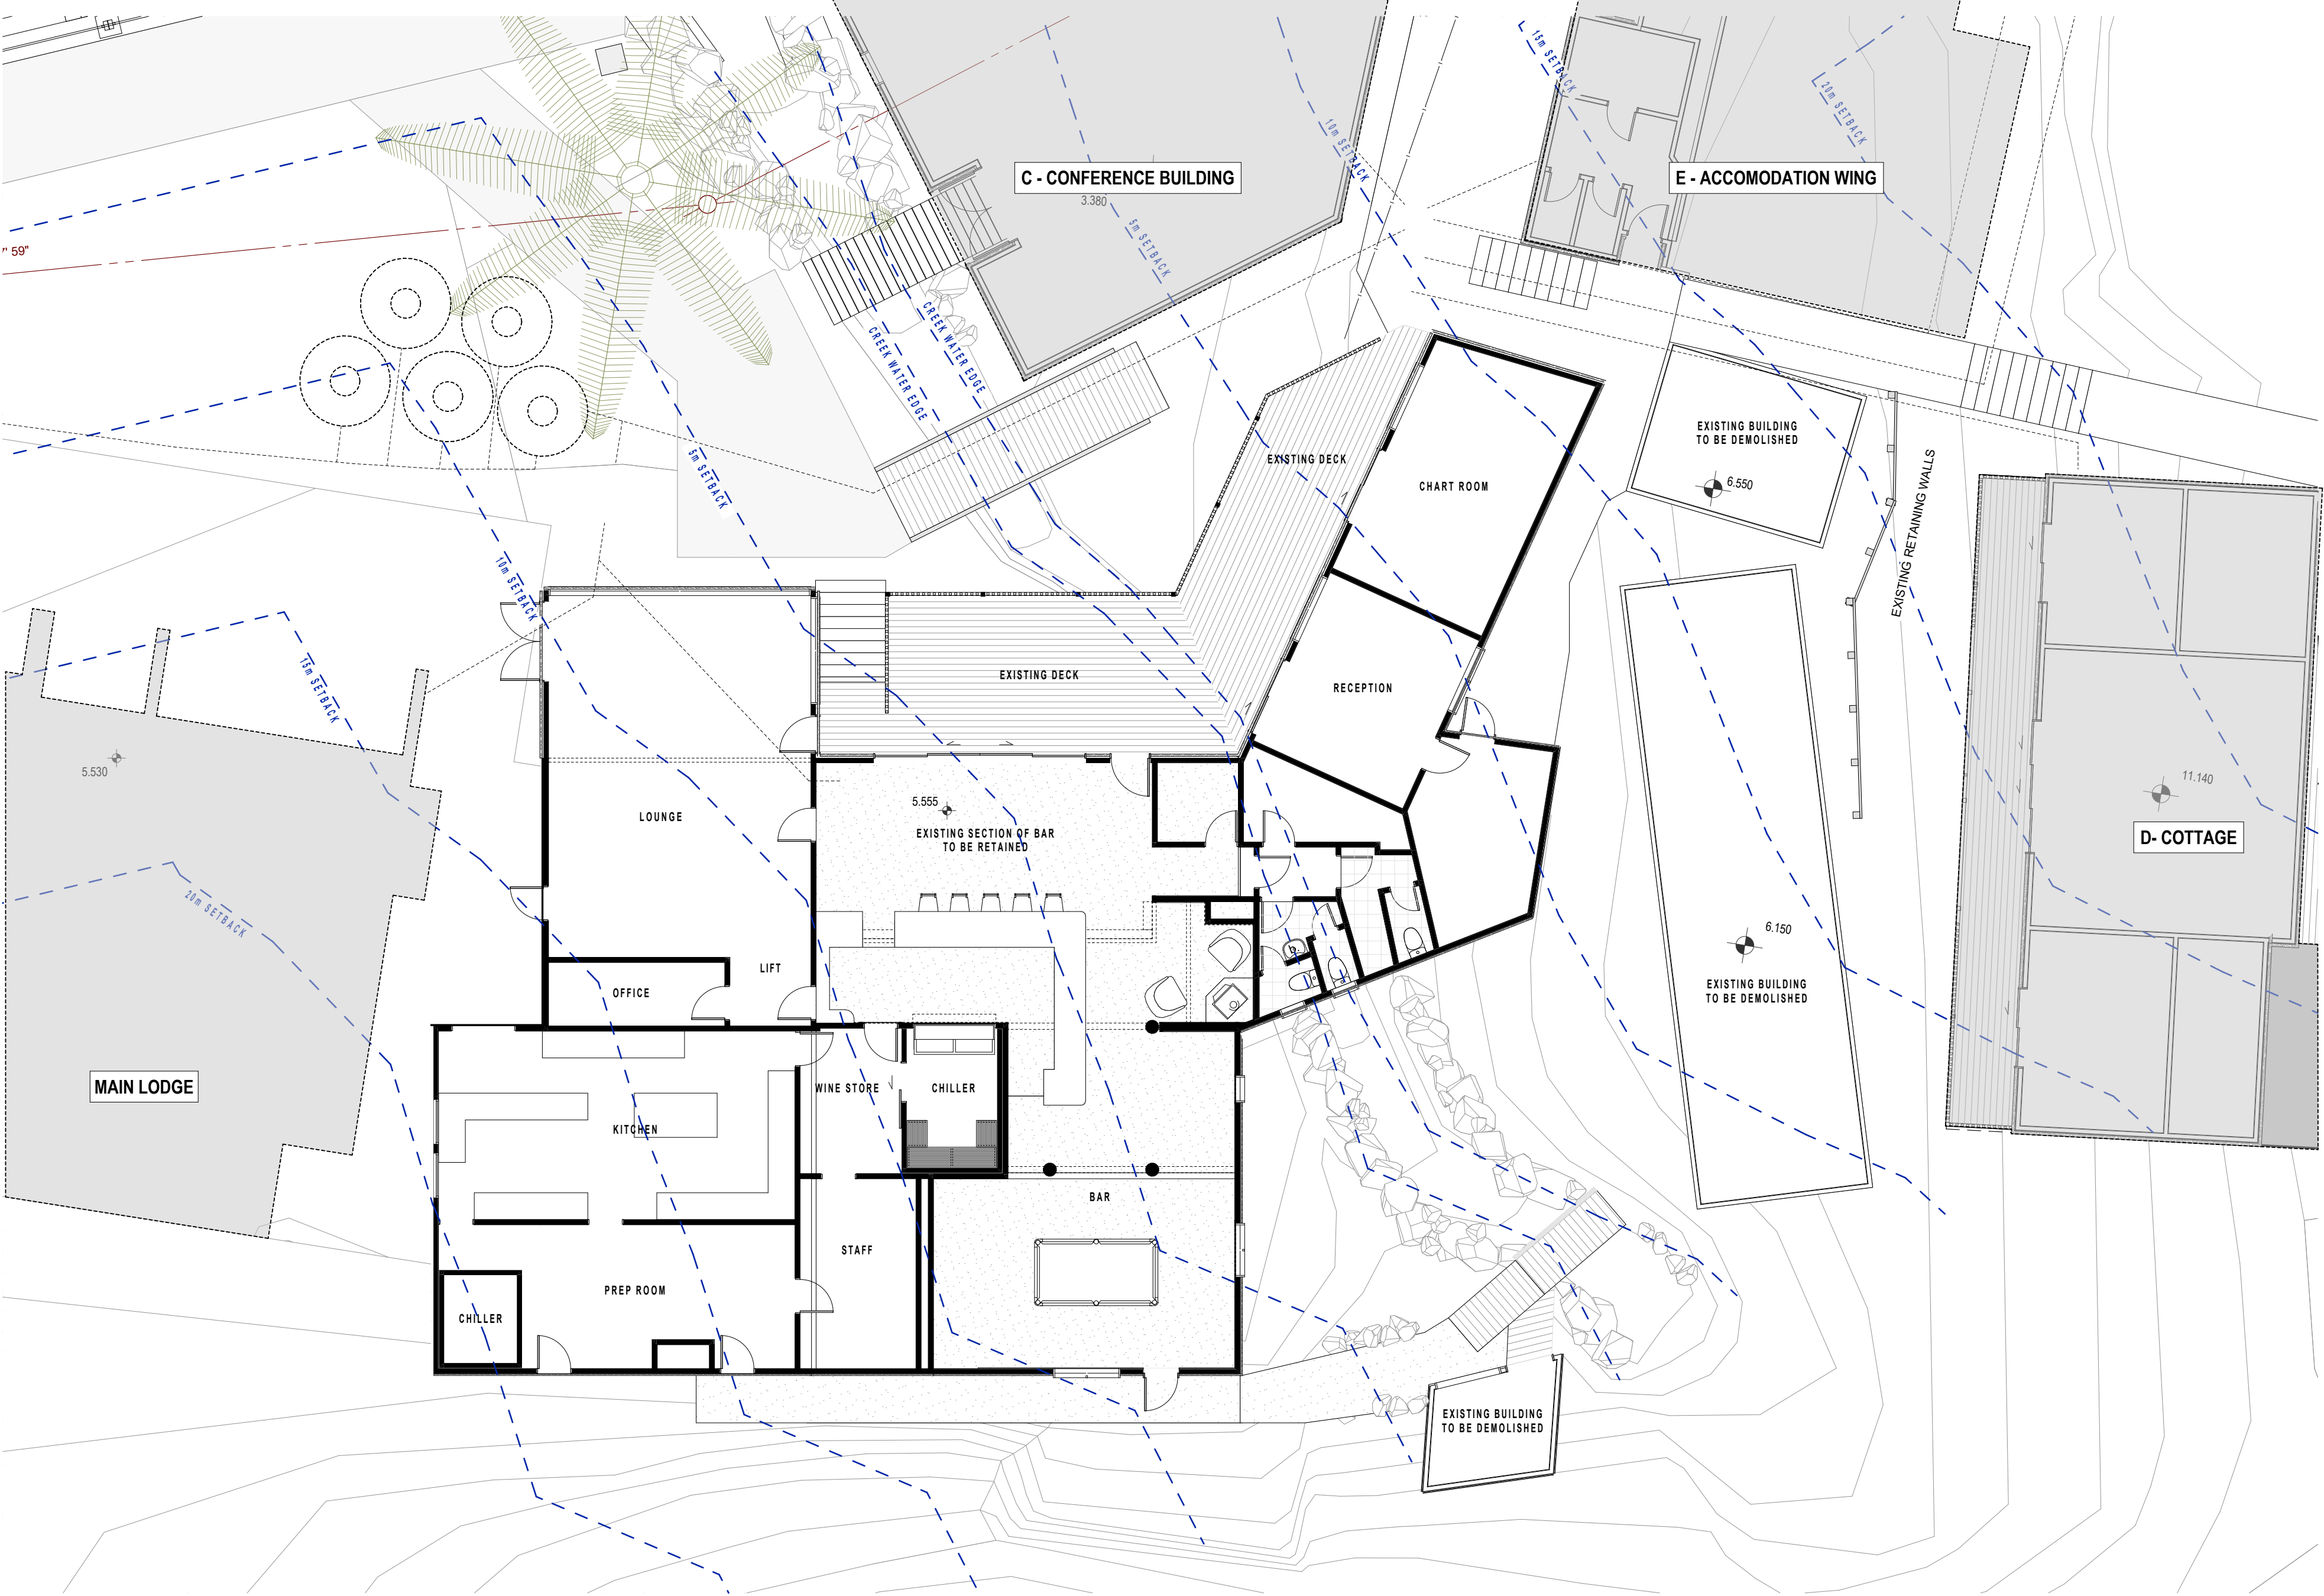 15m SETBACK
20m SETBACK
C - CONFERENCE BUILDING
3.380
10m SETBACK
5m SETBACK
E - ACCOMODATION WING
7' 59"
CREEK WATER EDGE
CREEK WATER EDGE
EXISTING BUILDING
TO BE DEMOLISHED
6.550
EXISTING RETAINING WALLS
EXISTING DECK
CHART ROOM
5m SETBACK
10m SETBACK
15m SETBACK
20m SETBACK
EXISTING DECK
RECEPTION
5.530
11.140
D- COTTAGE
5.555
LOUNGE
EXISTING SECTION OF BAR
TO BE RETAINED
6.150
EXISTING BUILDING
TO BE DEMOLISHED
LIFT
OFFICE
MAIN LODGE
WINE STORE
CHILLER
KITCHEN
BAR
STAFF
PREP ROOM
CHILLER
EXISTING BUILDING
TO BE DEMOLISHED